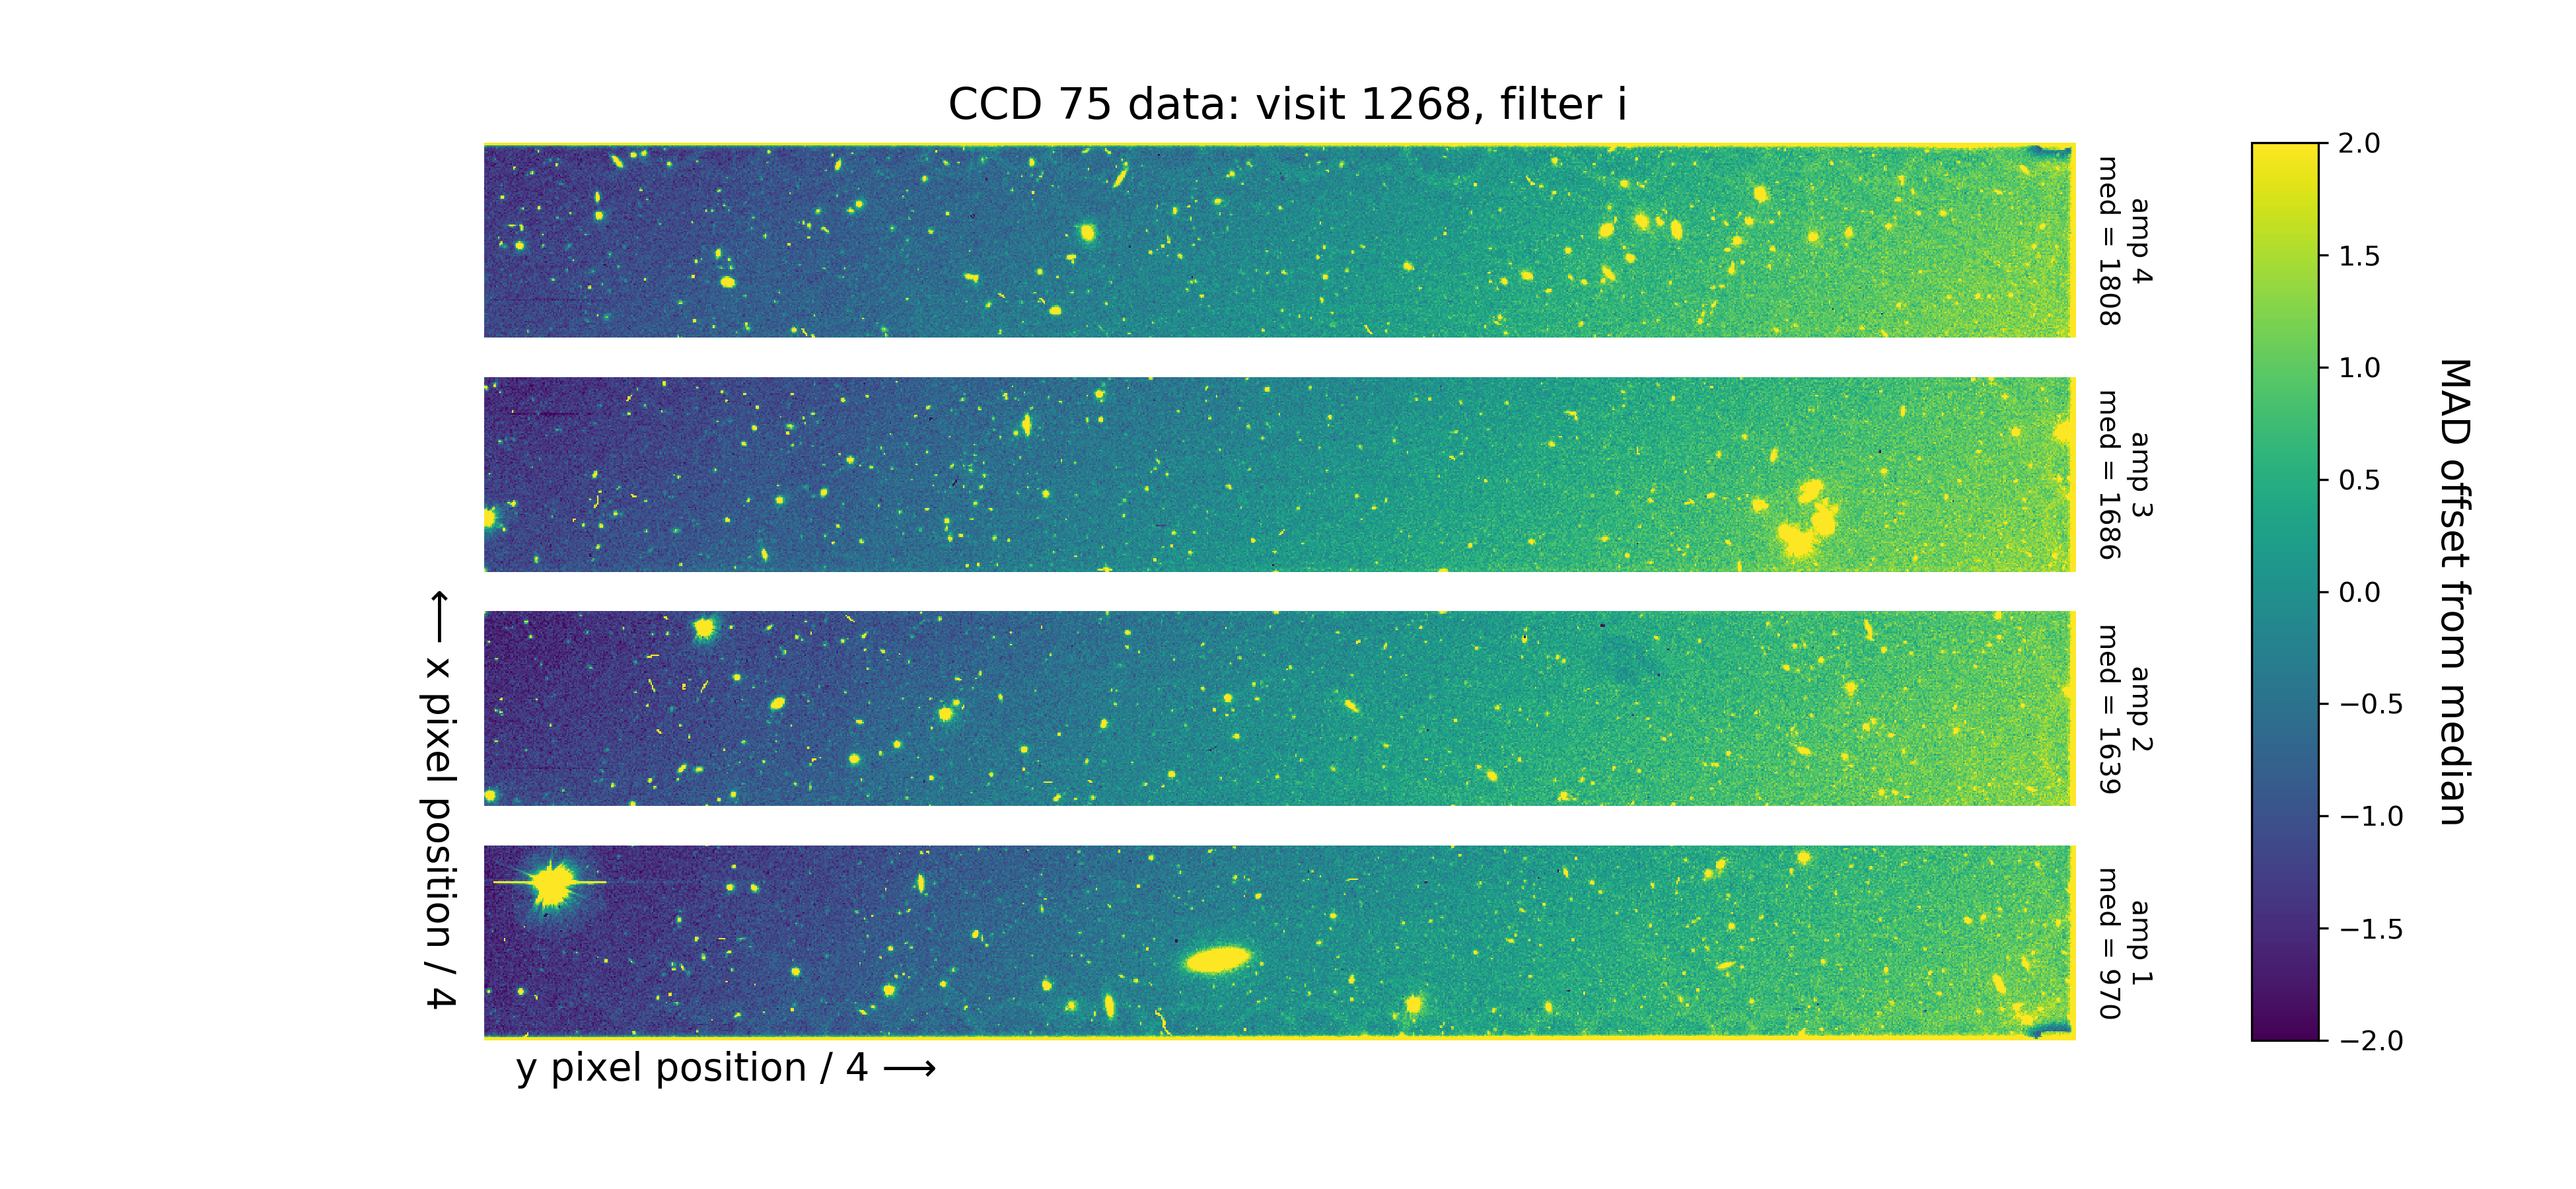 CCD 75 data: visit 1268, filter i
amp 4
med = 1808
amp 3
med = 1686
amp 2
med = 1639
amp 1
med = 970
⟵ x pixel position / 4
y pixel position / 4 ⟶
2.0
1.5
1.0
0.5
0.0
−0.5
−1.0
−1.5
−2.0
MAD offset from median